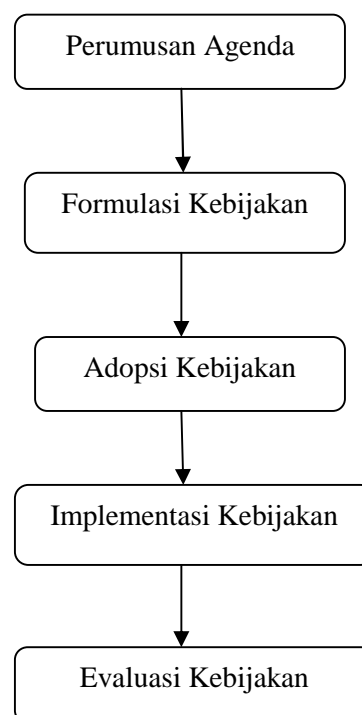 Perumusan Agenda
Formulasi Kebijakan
Adopsi Kebijakan
Implementasi Kebijakan
Evaluasi Kebijakan